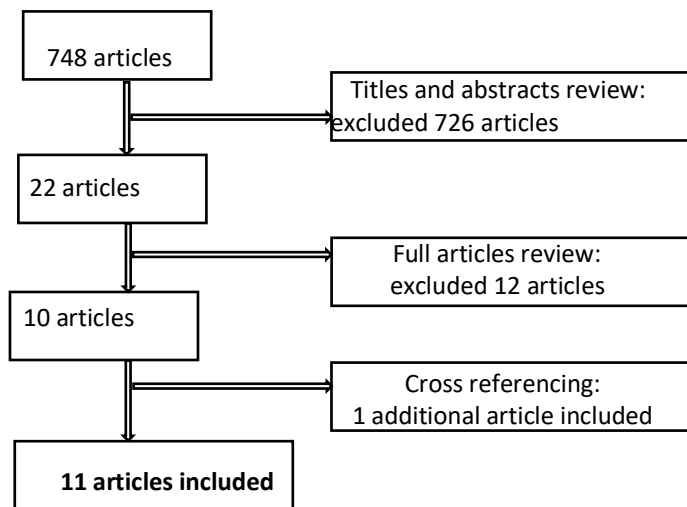 748 articles
Titles and abstracts review:
excluded 726 articles
22 articles
Full articles review:
excluded 12 articles
10 articles
Cross referencing:
1 additional article included
11 articles included